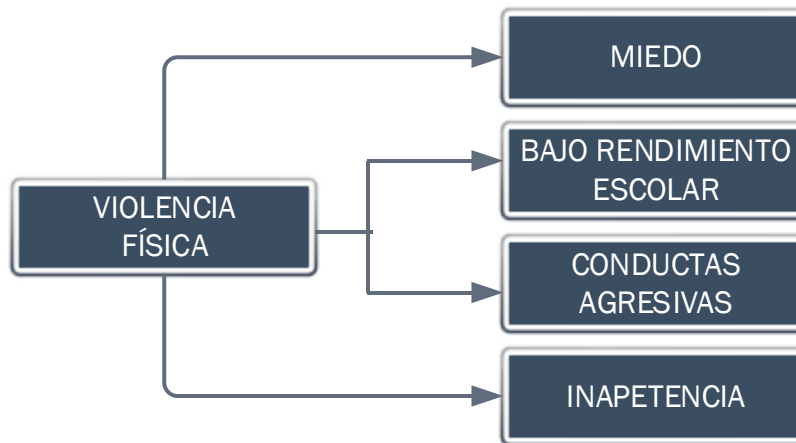 MIEDO
BAJO RENDIMIENTO
ESCOLAR
VIOLENCIA
FÍSICA
CONDUCTAS
AGRESIVAS
INAPETENCIA